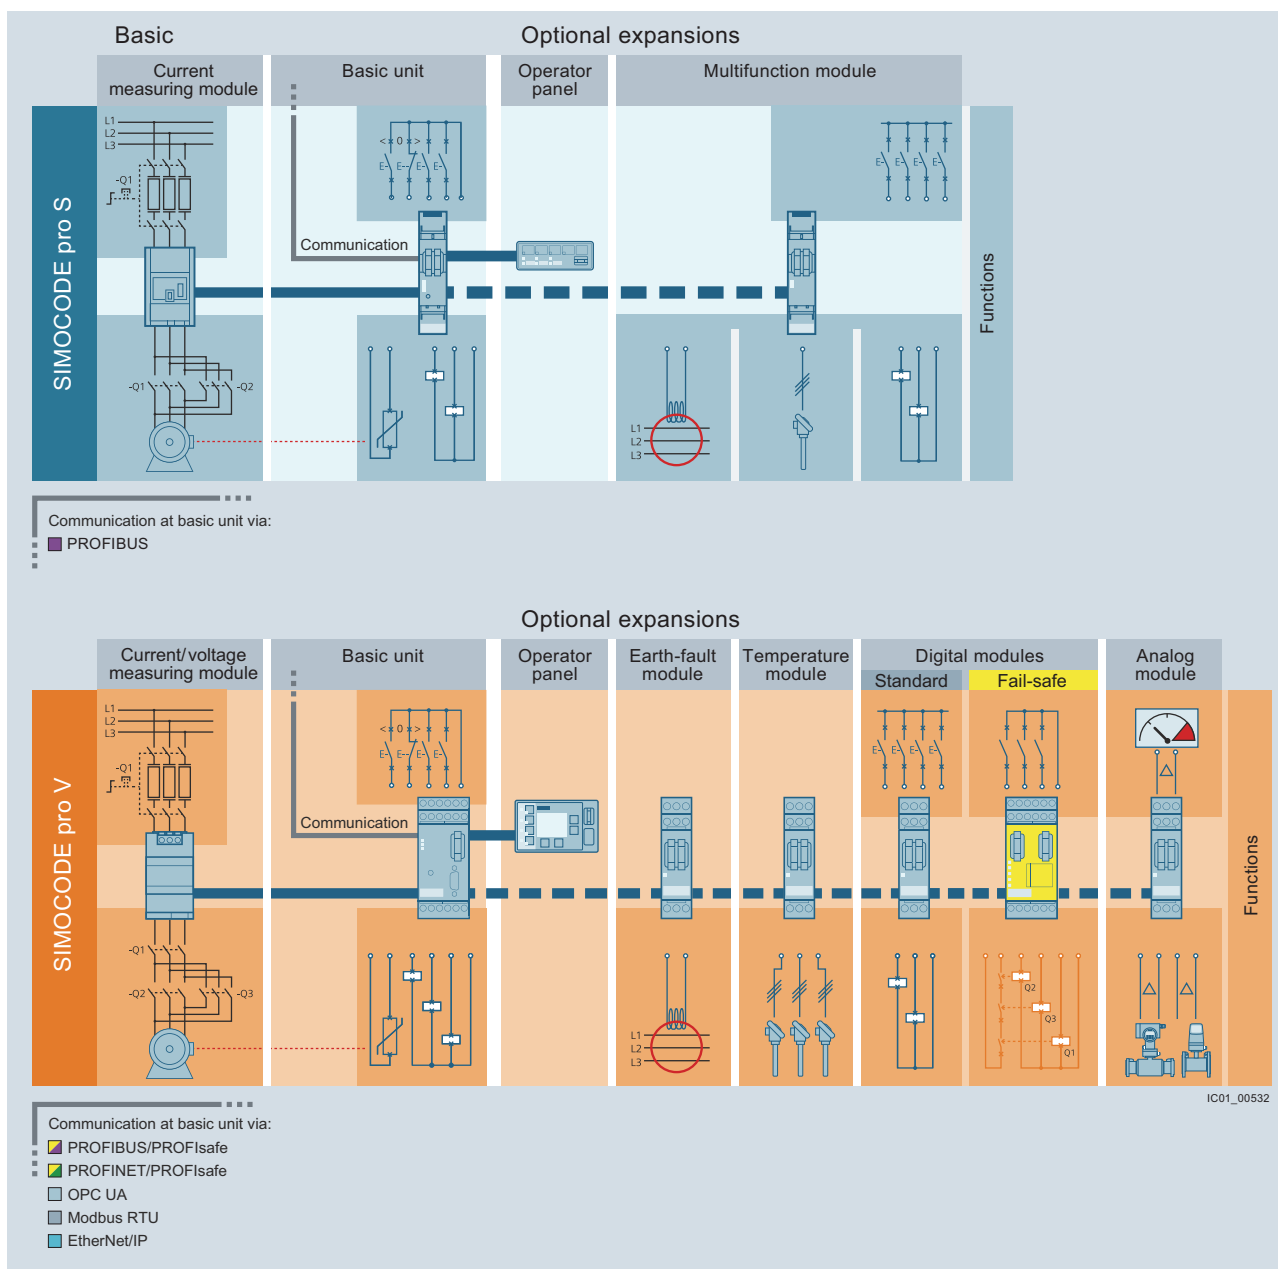 Basic
Optional expansions
Current
measuring module
Basic unit
Operator
panel
Multifunction module
SIMOCODE pro S
L1
L2
L3
-Q1
< 0 >
E- E-- E- E-
E-
Communication
Functions
-Q1
-Q2
L1
L2
L3
Communication at basic unit via:
PROFIBUS
Optional expansions
Current/voltage
measuring module
Basic unit
Operator
panel
Earth-fault
module
Temperature
module
Digital modules
Standard
Fail-safe
Analog
module
SIMOCODE pro V
L1
L2
L3
-Q1
< 0 >
E- E-- E- E-
E- E- E- E-
Communication
Functions
-Q1
-Q2
-Q3
L1
L2
L3
Q2
Q3
Q1
IC01_00532
Communication at basic unit via:
PROFIBUS/PROFIsafe
PROFINET/PROFIsafe
OPC UA
Modbus RTU
EtherNet/IP